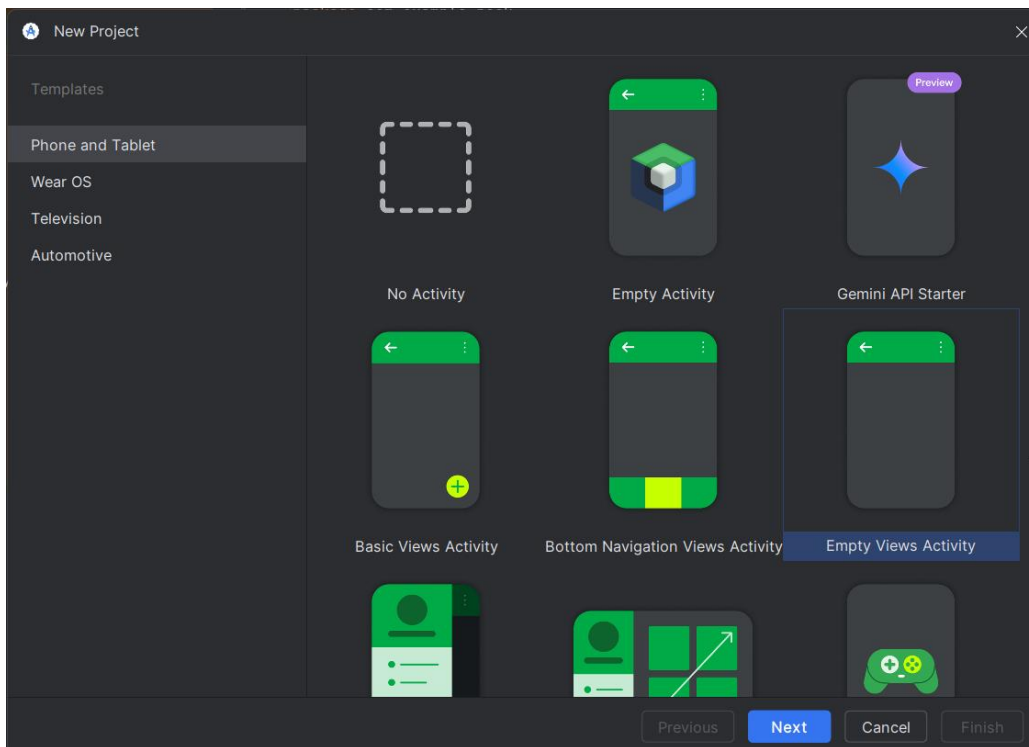 New Project
Templates
Phone and Tablet
Wear OS
Television
Automotive
Preview
No Activity
Empty Activity
Gemini API Starter
Basic Views Activity
Bottom Navigation Views Activity
Empty Views Activity
Previous
Next
Cancel
Finish